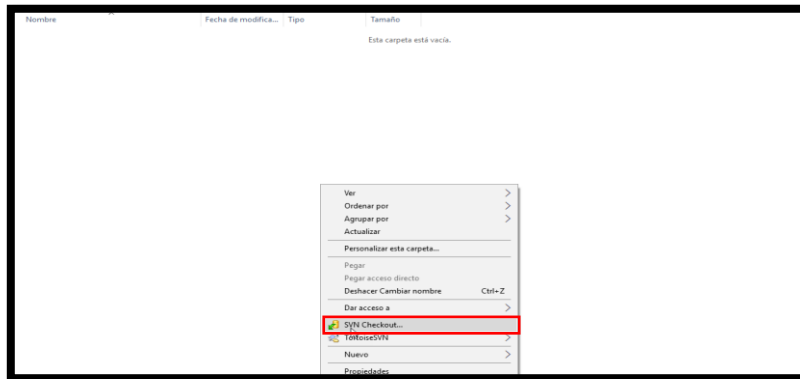 Nombre Fecha de modifica... Tipo Tamaño
Esta carpeta está vacía.
Ver
Ordenar por
Agrupar por
Actualizar
Personalizar esta carpeta...
Pegar
Pegar acceso directo
Deshacer Cambiar nombre Ctrl+Z
Dar acceso a
SVN Checkout...
TortoiseSVN
Nuevo
Propiedades